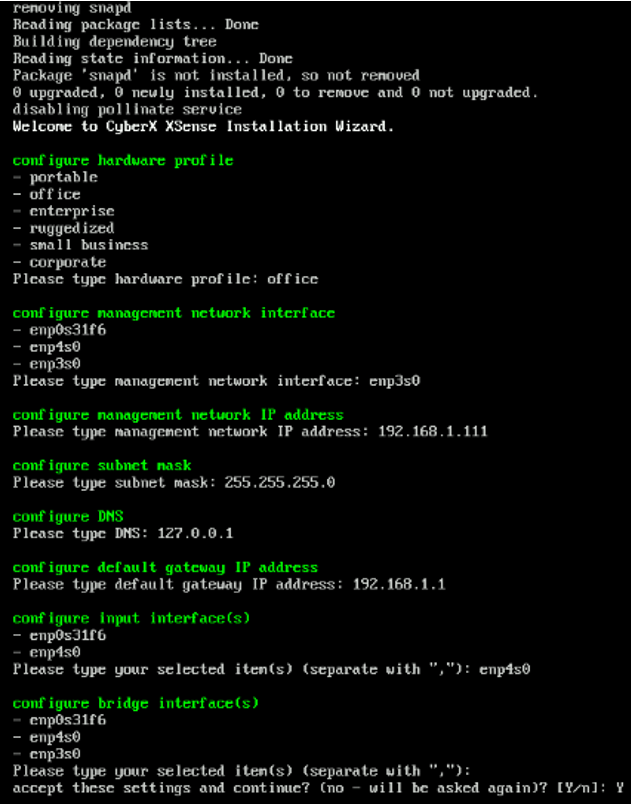 removing snapd
Reading package lists... Done
Building dependency tree
Reading state information... Done
Package 'snapd' is not installed, so not removed
0 upgraded, 0 newly installed, 0 to remove and 0 not upgraded.
disabling pollinate service
Welcome to CyberX XSense Installation Wizard.
configure hardware profile
- portable
- office
- enterprise
- ruggedized
- small business
- corporate
Please type hardware profile: office
configure management network interface
- enp0s31f6
- enp4s0
- enp3s0
Please type management network interface: enp3s0
configure management network IP address
Please type management network IP address: 192.168.1.111
configure subnet mask
Please type subnet mask: 255.255.255.0
configure DNS
Please type DNS: 127.0.0.1
configure default gateway IP address
Please type default gateway IP address: 192.168.1.1
configure input interface(s)
- enp0s31f6
- enp4s0
Please type your selected item(s) (separate with ","): enp4s0
configure bridge interface(s)
- enp0s31f6
- enp4s0
- enp3s0
Please type your selected item(s) (separate with ","):
accept these settings and continue? (no - will be asked again)? [Y/n]: Y